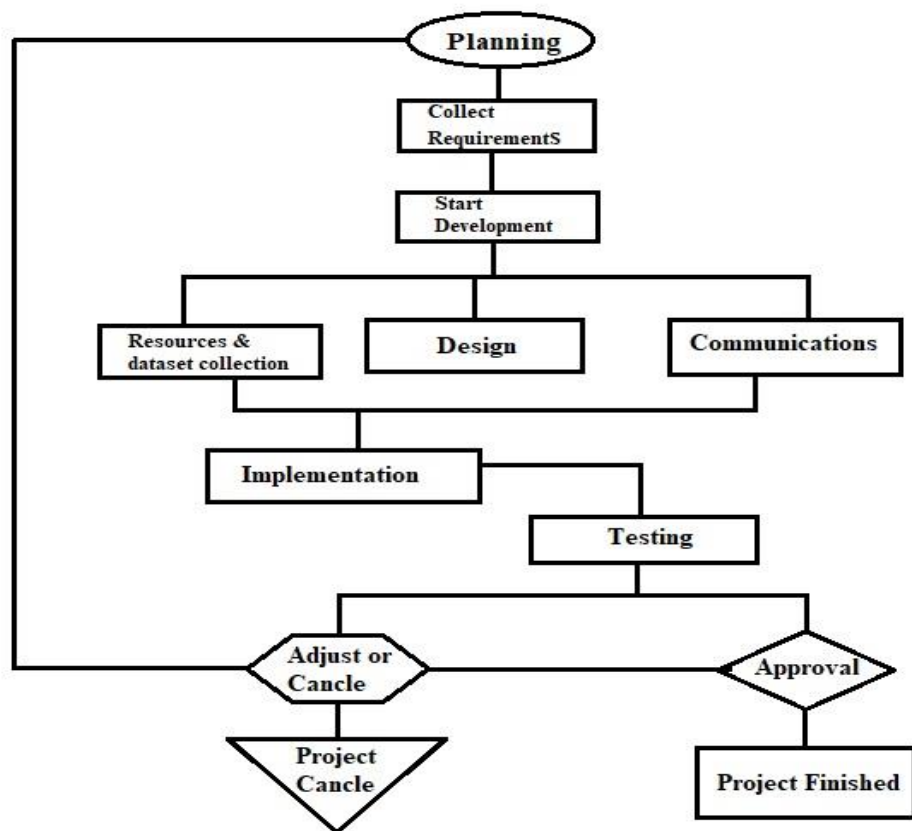 Planning
Collect
RequirementS
Start
Development
Resources &
dataset collection
Design
Communications
Implementation
Testing
Adjust or
Cancle
Approval
Project
Cancle
Project Finished